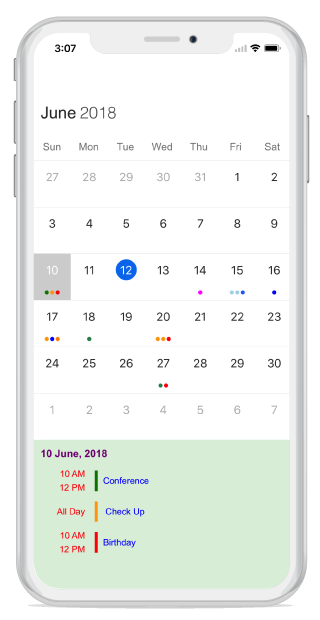 3:07
June 2018
Sun Mon Tue Wed Thu Fri Sat
27 28 29 30 31 1 2
3 4 5 6 7 8 9
10 11 12 13 14 15 16
17 18 19 20 21 22 23
24 25 26 27 28 29 30
1 2 3 4 5 6 7
10 June, 2018
10 AM
Conference
12 PM
All Day Check Up
10 AM
Birthday
12 PM